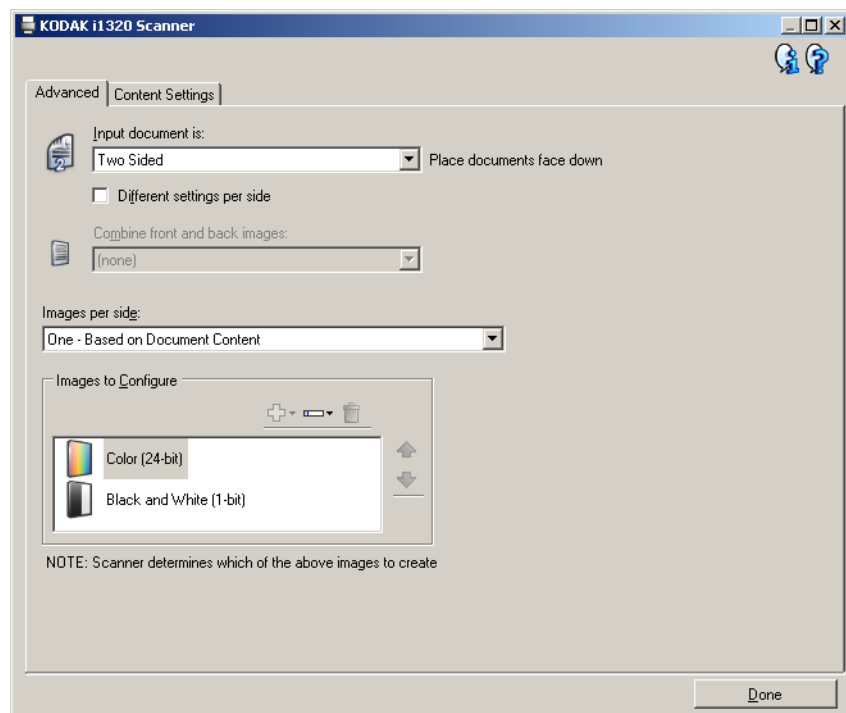 KODAK i1320 Scanner
Advanced
Content Settings
Input document is:
2
Two Sided
Place documents face down
Different settings per side
Combine front and back images:
(none)
Images per side:
One - Based on Document Content
Images to Configure
Color (24-bit)
Black and White (1-bit)
NOTE: Scanner determines which of the above images to create
Done